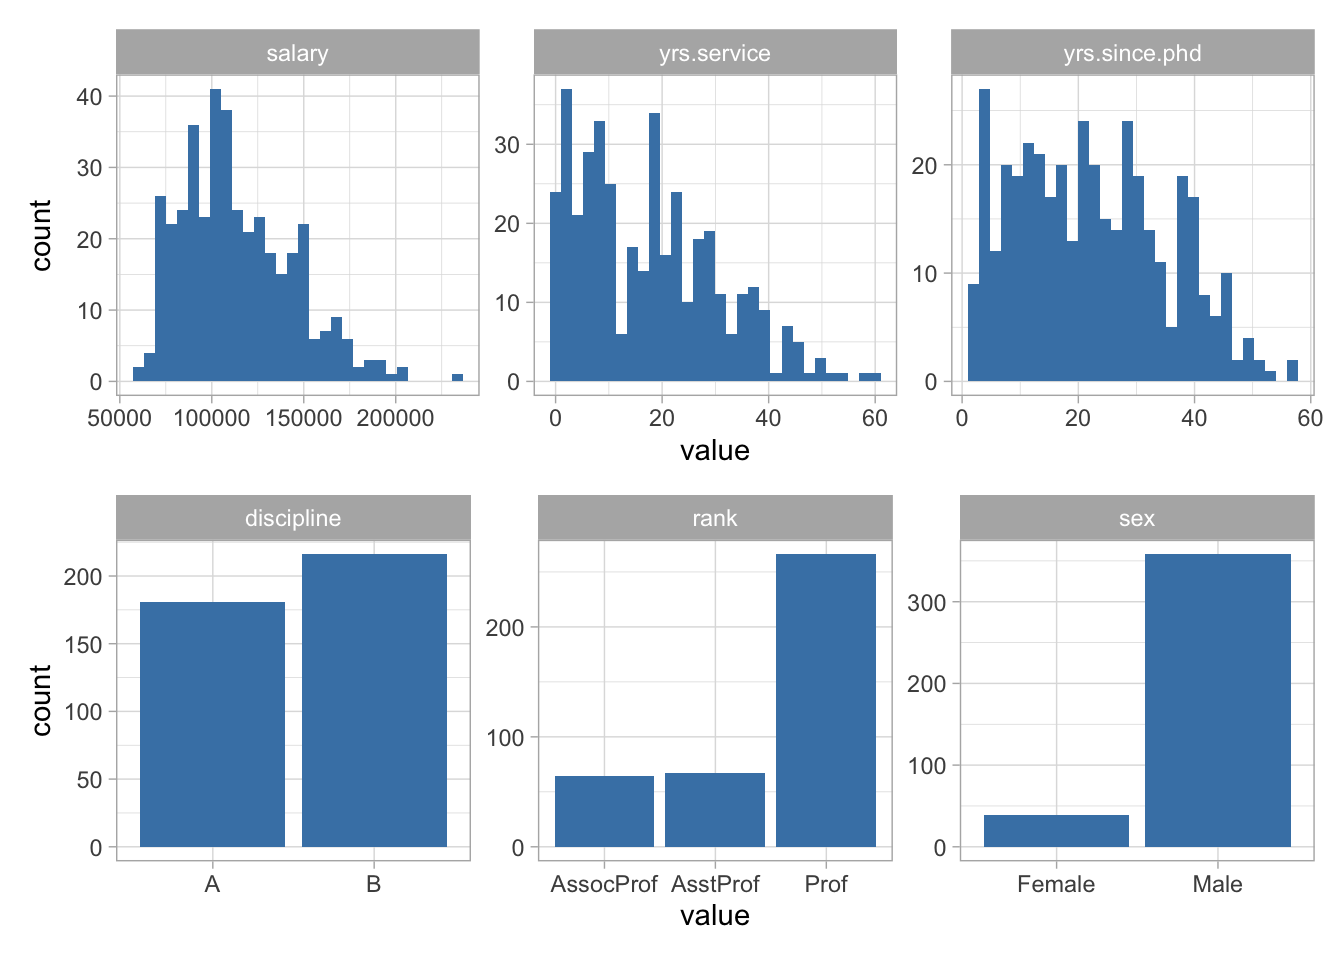 salary yrs.service yrs.since.phd
count
40
30
20
10
0
30
20
10
0
20
10
0
50000 100000 150000 200000
0 20 40 60
0 20 40 60
value
discipline rank sex
count
200
150
100
50
0
200
100
0
300
200
100
0
A B
AssocProf AsstProf Prof
Female Male
value